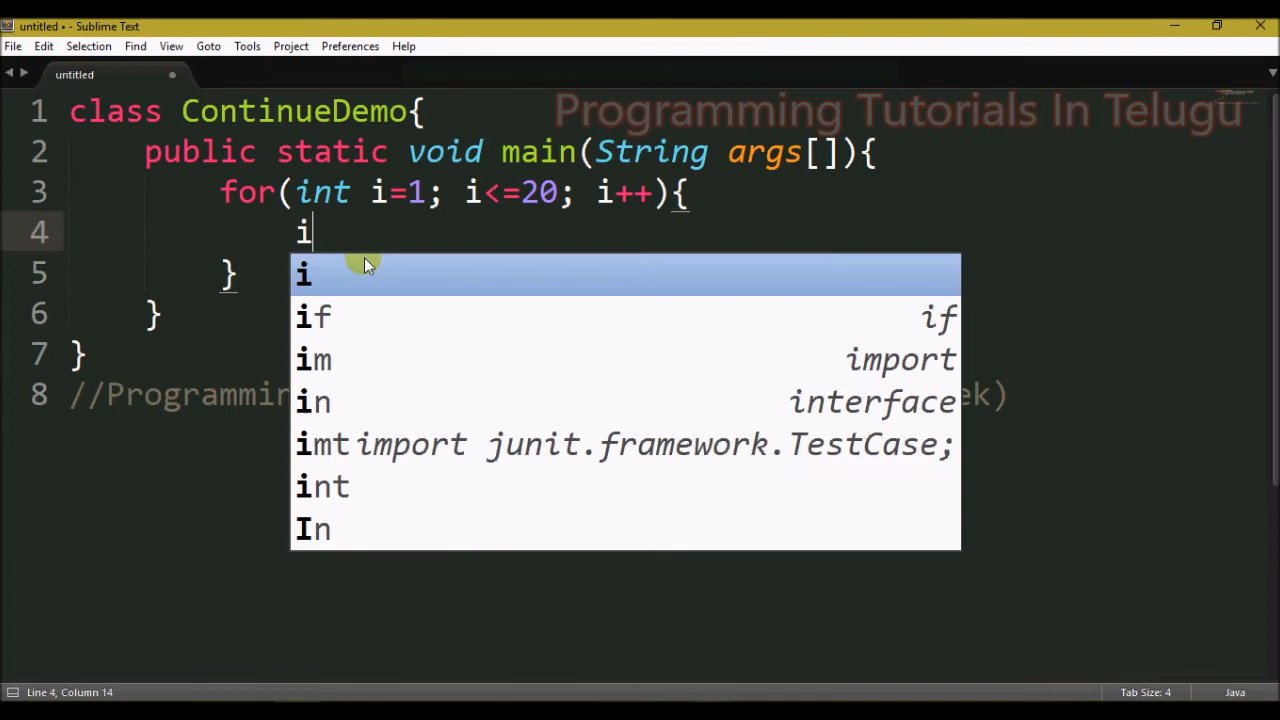 untitled • - Sublime Text
File Edit Selection Find View Goto Tools Project Preferences Help
untitled
Programming Tutorials In Telugu
1 class ContinueDemo{
2 public static void main(String args[]){
3 for(int i=1; i<=20; i++){
4 i
5 }
6 }
7 }
8 //Programmin ek)
i
if if
im import
in interface
imt import junit.framework.TestCase;
int
In
Line 4, Column 14
Tab Size: 4
Java